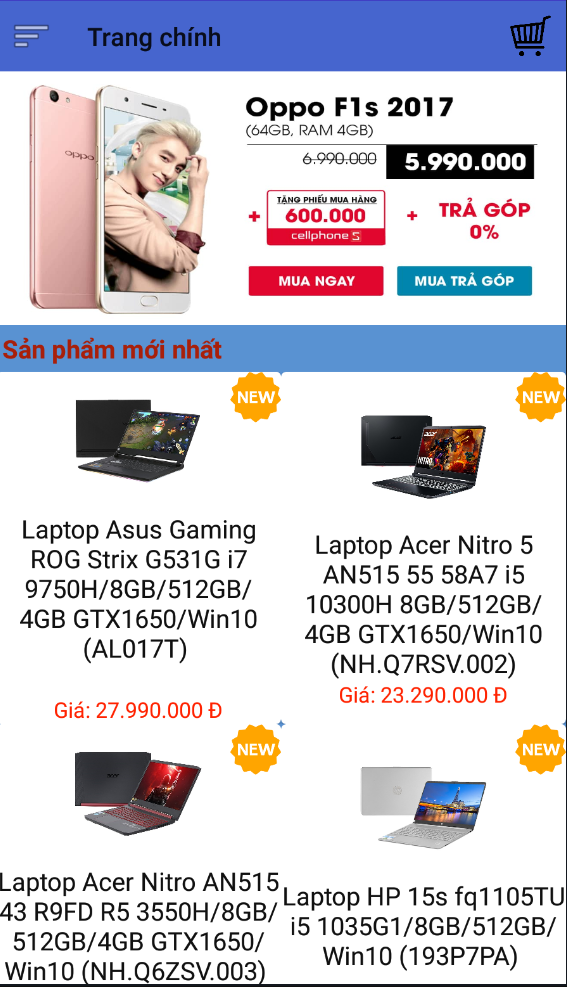 Trang chính
Oppo F1s 2017
(64GB, RAM 4GB)
6.990.000
5.990.000
+
TẶNG PHIẾU MUA HÀNG
600.000
cellphone S
+
TRẢ GÓP
0%
MUA NGAY
MUA TRẢ GÓP
oppo
Sản phẩm mới nhất
NEW
Laptop Asus Gaming
ROG Strix G531G i7
9750H/8GB/512GB/
4GB GTX1650/Win10
(AL017T)
Giá: 27.990.000 Đ
NEW
Laptop Acer Nitro 5
AN515 55 58A7 i5
10300H 8GB/512GB/
4GB GTX1650/Win10
(NH.Q7RSV.002)
Giá: 23.290.000 Đ
NEW
Laptop Acer Nitro AN515
43 R9FD R5 3550H/8GB/
512GB/4GB GTX1650/
Win10 (NH.Q6ZSV.003)
NEW
Laptop HP 15s fq1105TU
i5 1035G1/8GB/512GB/
Win10 (193P7PA)